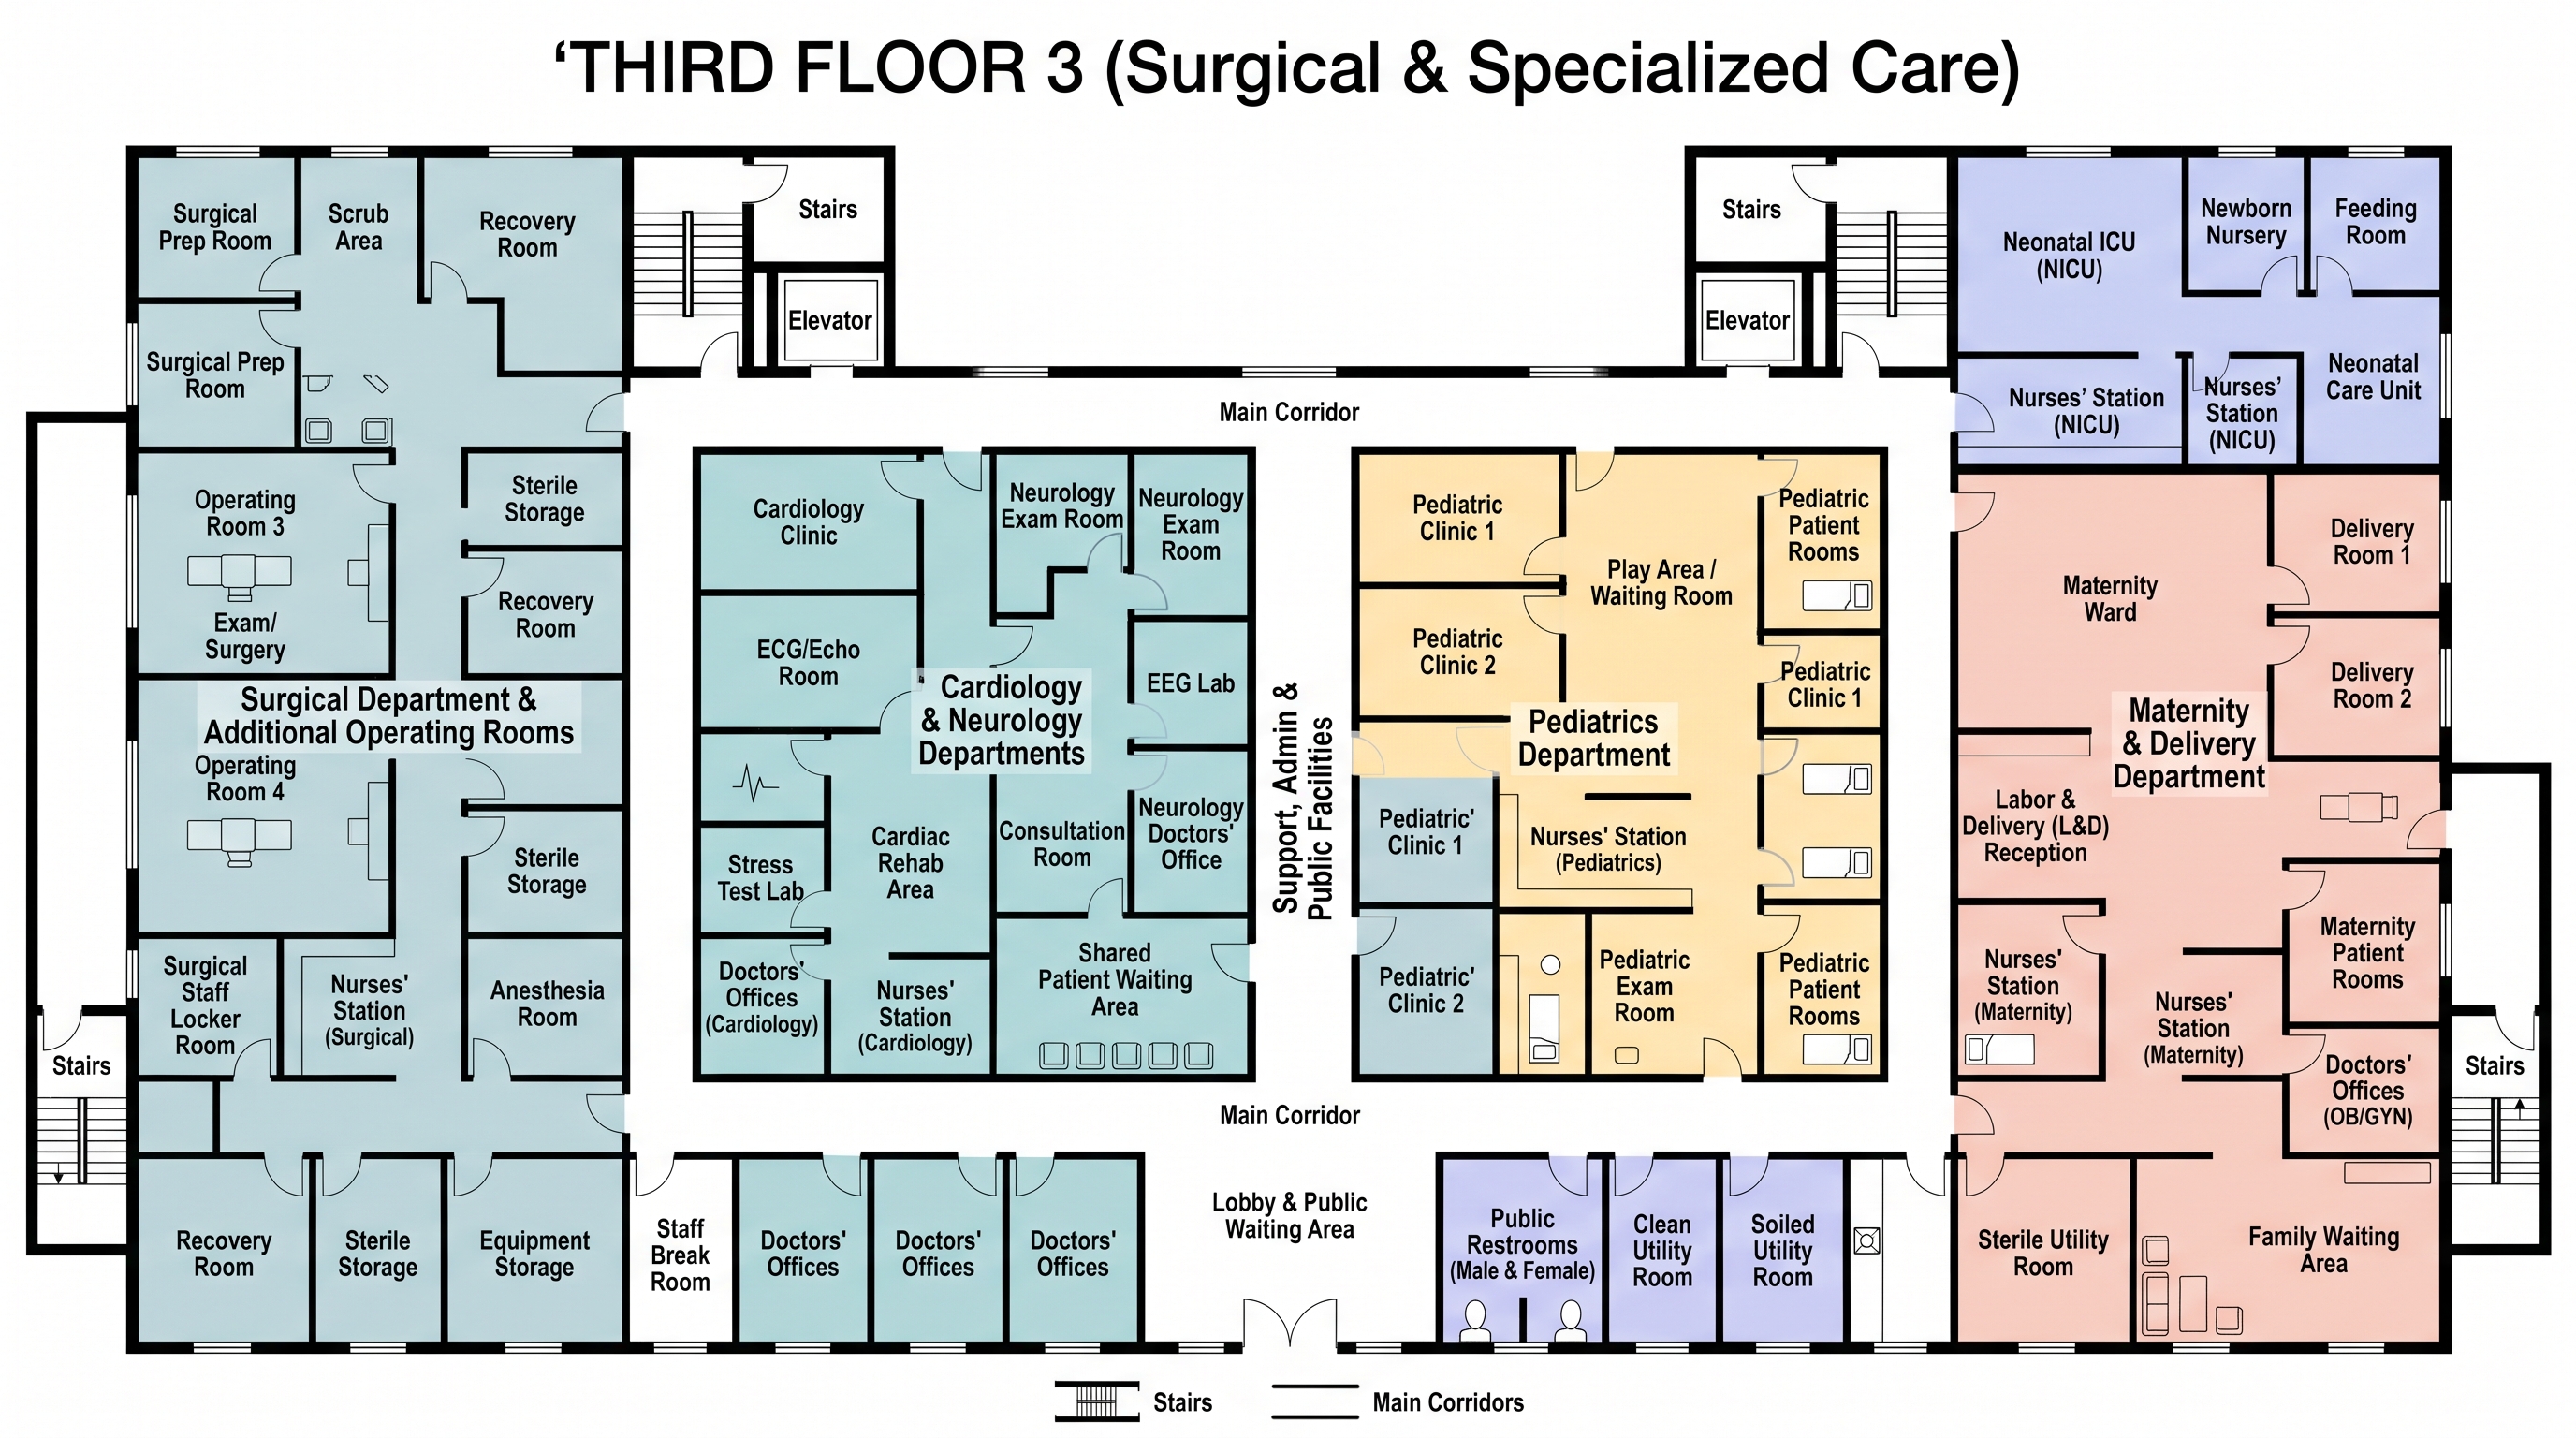 ‘THIRD FLOOR 3 (Surgical & Specialized Care)
Surgical
Prep Room
Scrub
Area
Recovery
Room
Stairs
Elevator
Stairs
Elevator
Neonatal ICU
(NICU)
Newborn
Nursery
Feeding
Room
Surgical Prep
Room
Main Corridor
Nurses’ Station
(NICU)
Nurses’
Station
(NICU)
Neonatal
Care Unit
Operating
Room 3
Exam/
Surgery
Sterile
Storage
Recovery
Room
Surgical Department &
Additional Operating Rooms
Operating
Room 4
Sterile
Storage
Surgical
Staff
Locker
Room
Nurses'
Station
(Surgical)
Anesthesia
Room
Stairs
Recovery
Room
Sterile
Storage
Equipment
Storage
Cardiology
Clinic
Neurology
Exam Room
Neurology
Exam
Room
ECG/Echo
Room
EEG Lab
Cardiology
& Neurology
Departments
Stress
Test Lab
Cardiac
Rehab
Area
Consultation
Room
Neurology
Doctors'
Office
Doctors'
Offices
(Cardiology)
Nurses'
Station
(Cardiology)
Shared
Patient Waiting
Area
Support, Admin &
Public Facilities
Pediatric
Clinic 1
Play Area /
Waiting Room
Pediatric
Patient
Rooms
Pediatric
Clinic 2
Pediatric
Clinic 1
Pediatrics
Department
Pediatric'
Clinic 1
Nurses' Station
(Pediatrics)
Pediatric'
Clinic 2
Pediatric
Exam
Room
Pediatric
Patient
Rooms
Maternity
Ward
Delivery
Room 1
Delivery
Room 2
Maternity
& Delivery
Department
Labor &
Delivery (L&D)
Reception
Nurses'
Station
(Maternity)
Nurses'
Station
(Maternity)
Maternity
Patient
Rooms
Doctors'
Offices
(OB/GYN)
Stairs
Main Corridor
Staff
Break
Room
Doctors'
Offices
Doctors'
Offices
Doctors'
Offices
Lobby & Public
Waiting Area
Public
Restrooms
(Male & Female)
Clean
Utility
Room
Soiled
Utility
Room
Sterile Utility
Room
Family Waiting
Area
Stairs
Main Corridors